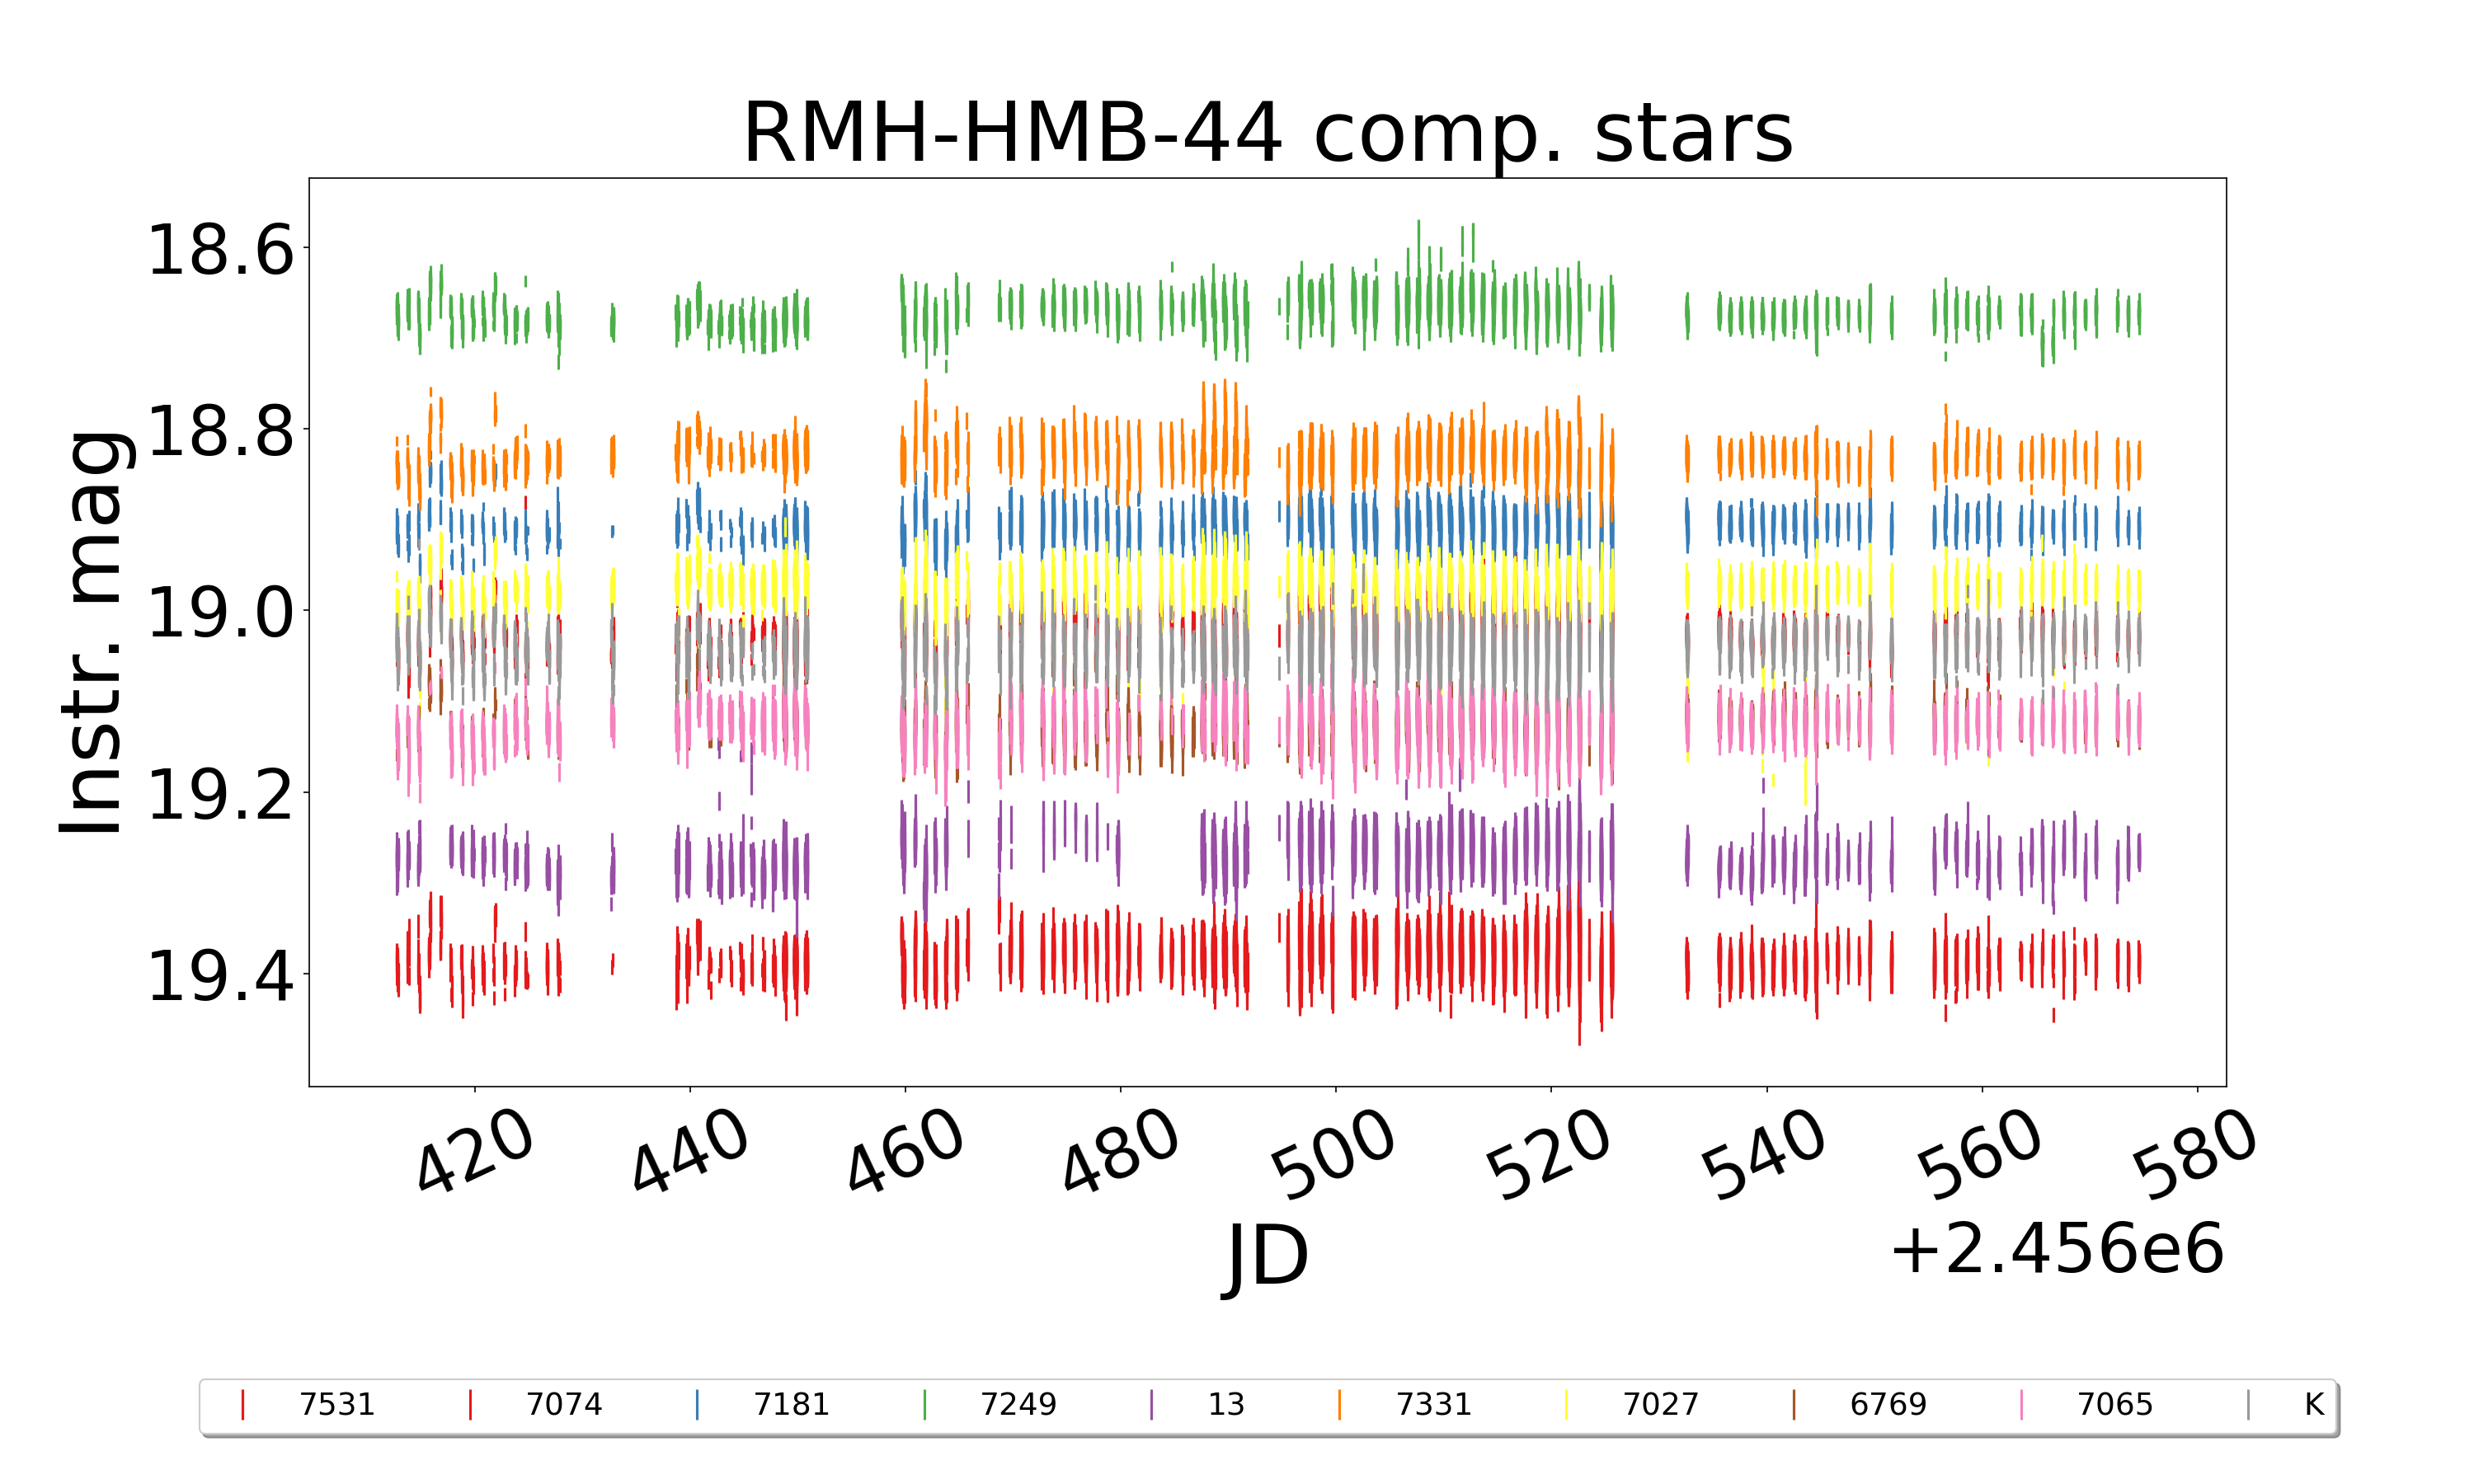 RMH-HMB-44 comp. stars
Instr. mag
18.6
18.8
19.0
19.2
19.4
420 440 460 480 500 520 540 560 580
JD
+2.456e6
7531 7074 7181 7249 13 7331 7027 6769 7065 K